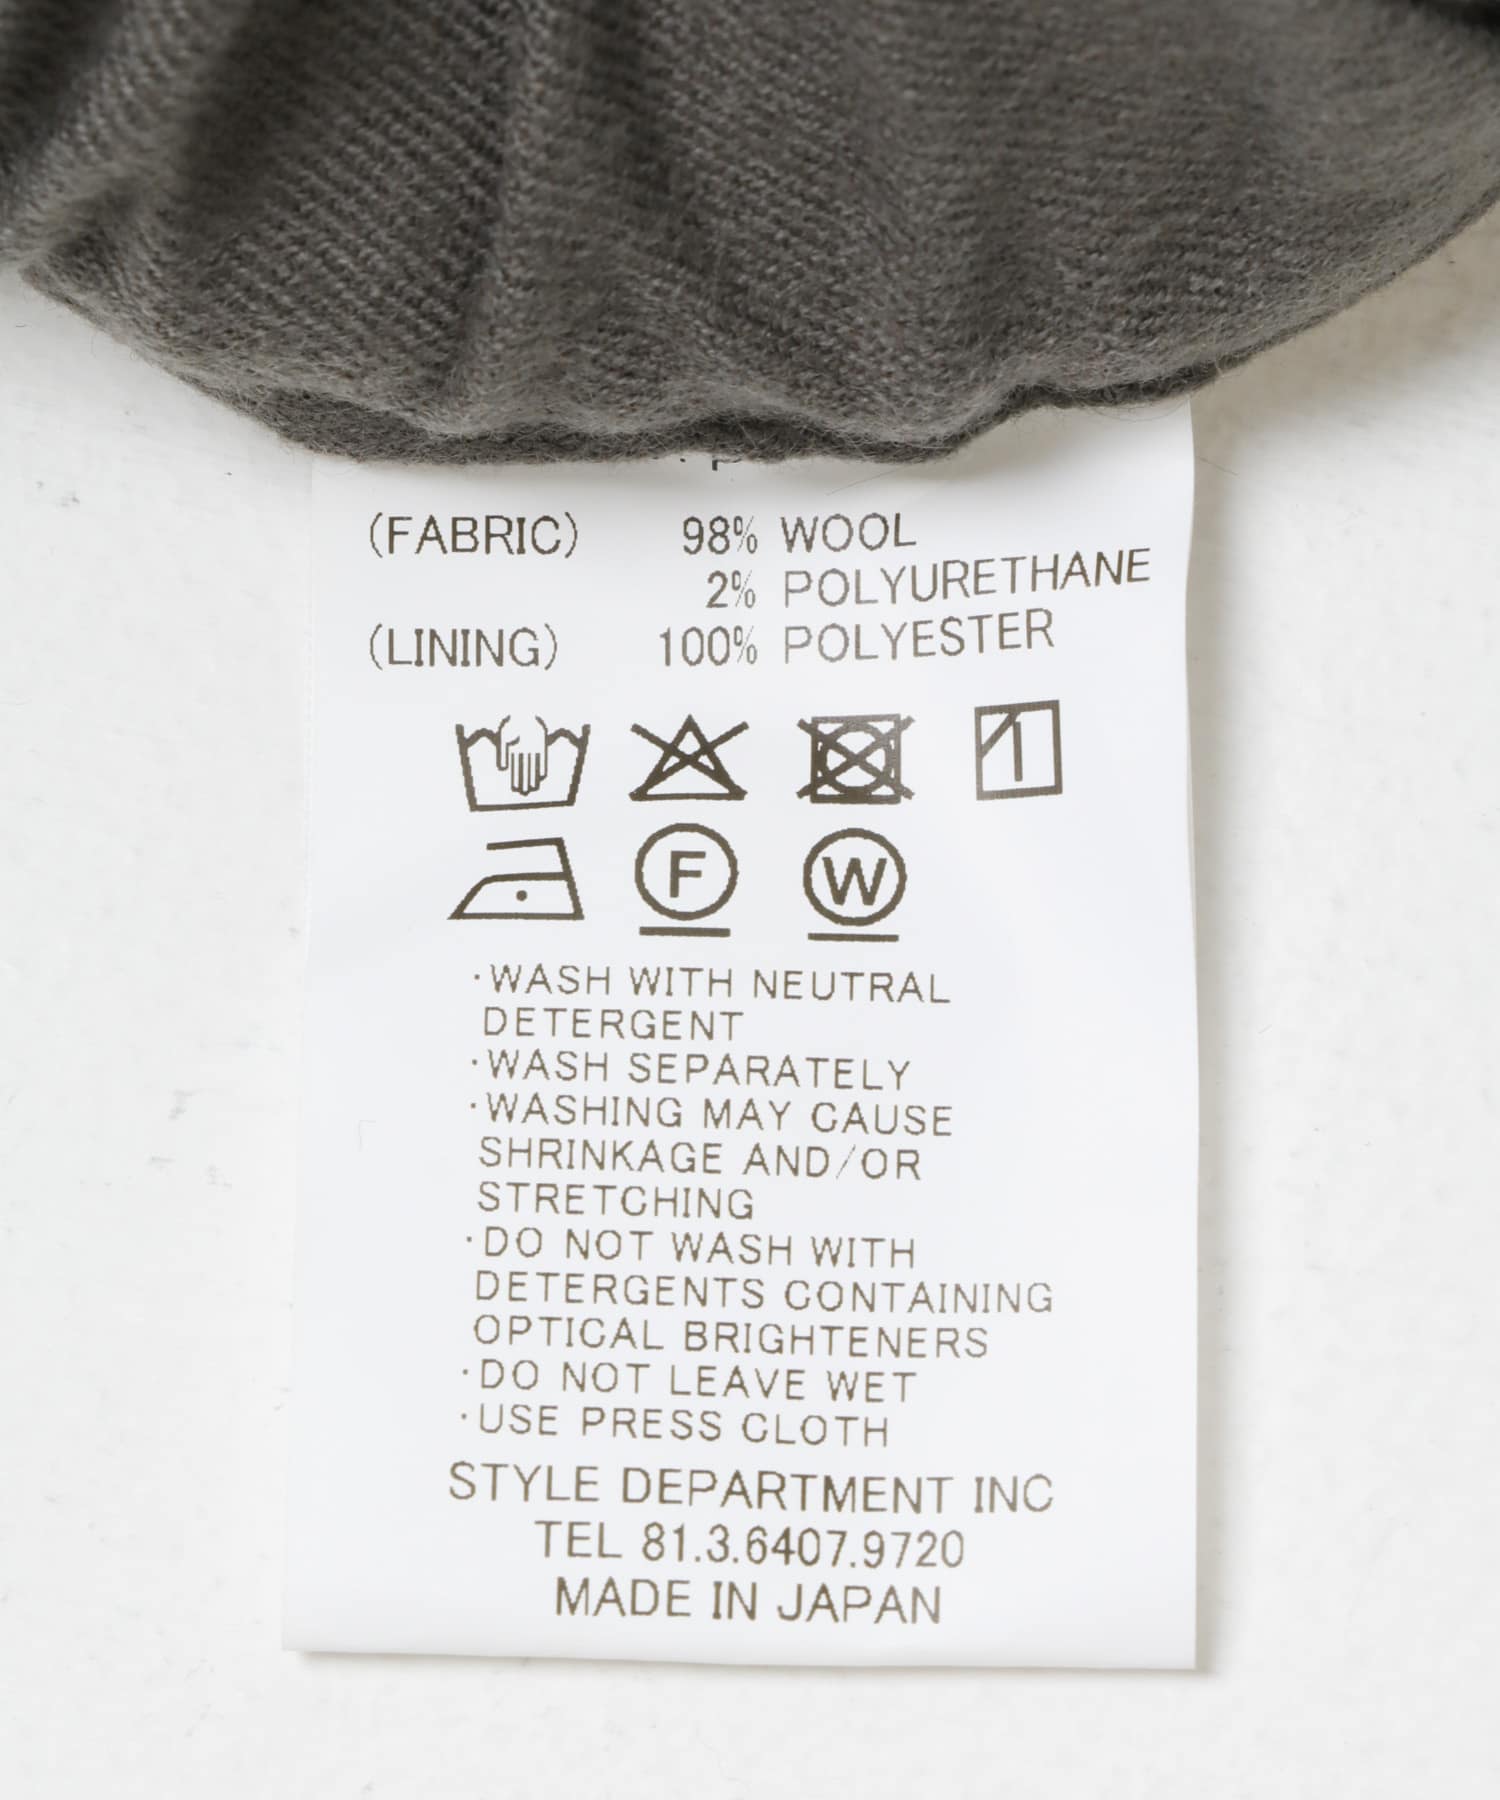 (FABRIC) 98% WOOL
2% POLYURETHANE
(LINING) 100% POLYESTER
F W
·WASH WITH NEUTRAL
DETERGENT
·WASH SEPARATELY
·WASHING MAY CAUSE
SHRINKAGE AND/OR
STRETCHING
·DO NOT WASH WITH
DETERGENTS CONTAINING
OPTICAL BRIGHTENERS
·DO NOT LEAVE WET
·USE PRESS CLOTH
STYLE DEPARTMENT INC
TEL 81.3.6407.9720
MADE IN JAPAN